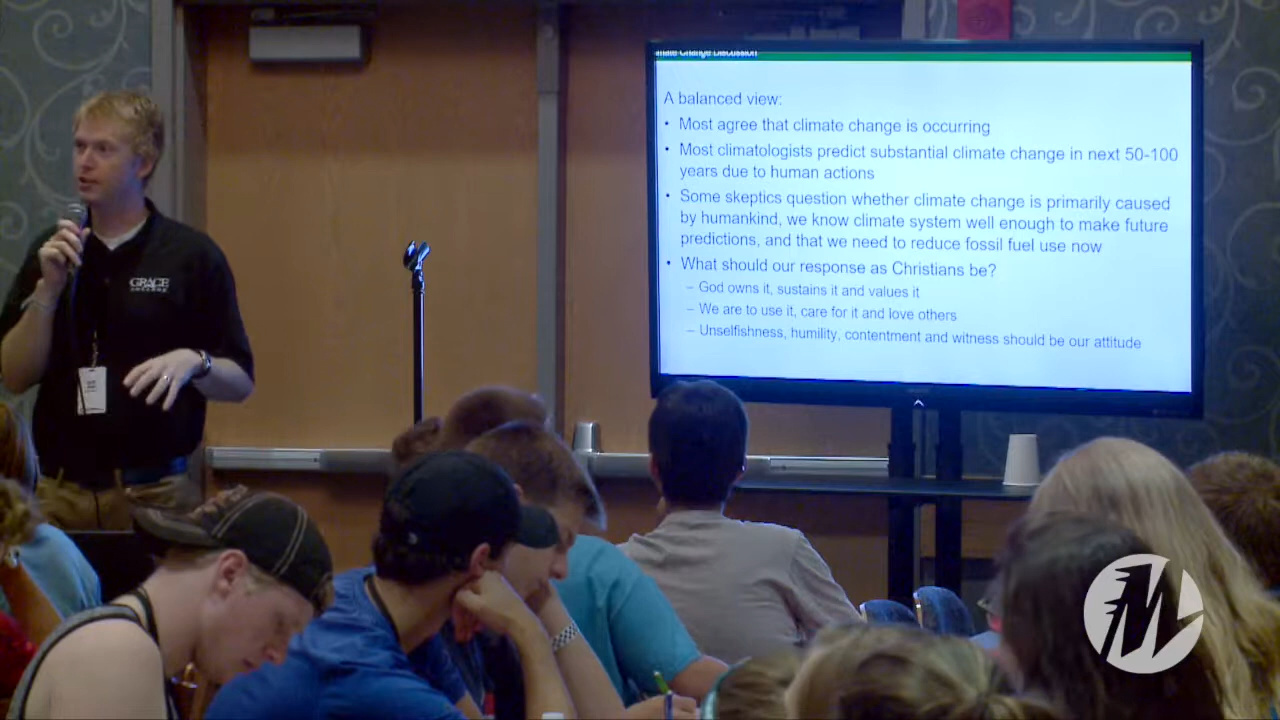 imate Change Discussion
A balanced view:
• Most agree that climate change is occurring
• Most climatologists predict substantial climate change in next 50-100
years due to human actions
• Some skeptics question whether climate change is primarily caused
by humankind, we know climate system well enough to make future
predictions, and that we need to reduce fossil fuel use now
• What should our response as Christians be?
– God owns it, sustains it and values it
– We are to use it, care for it and love others
– Unselfishness, humility, contentment and witness should be our attitude
GRACE
M